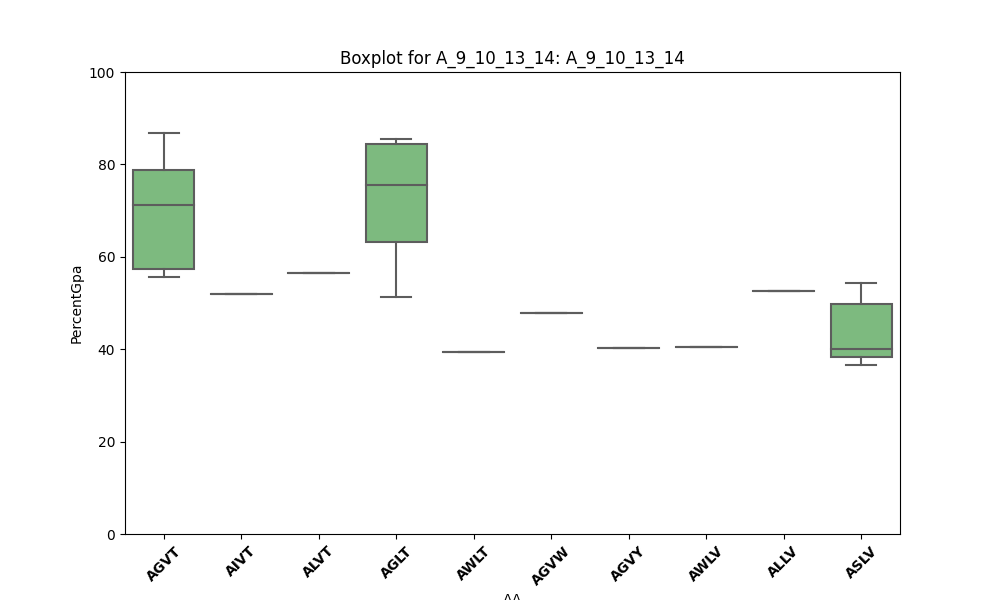 Boxplot for A_9_10_13_14: A_9_10_13_14
100
80
60
40
20
0
PercentGpa
AGVT
AIVT
ALVT
AGLT
AWLT
AGVW
AGVY
AWLV
ALLV
ASLV
AA